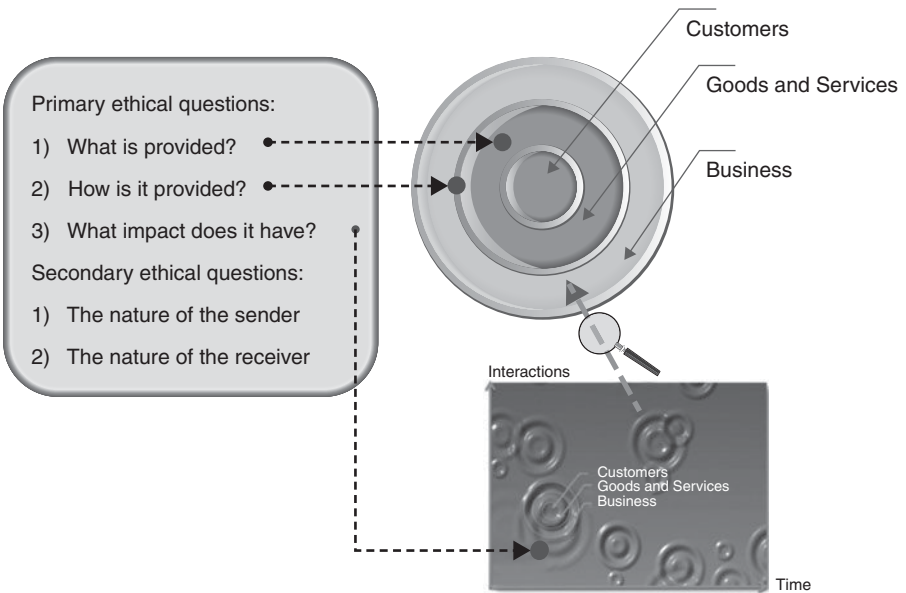 Primary ethical questions:
1) What is provided?
2) How is it provided?
3) What impact does it have?
Secondary ethical questions:
1) The nature of the sender
2) The nature of the receiver
Customers
Goods and Services
Business
Interactions
Customers
Goods and Services
Business
Time